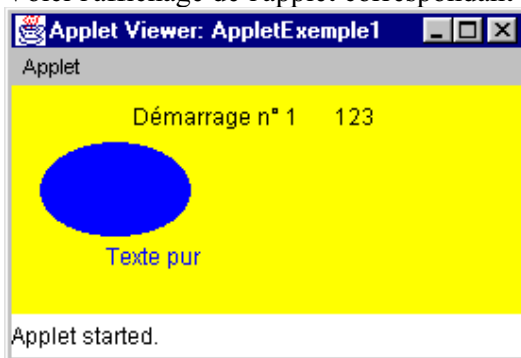 Voici l'affichage de l'applet correspondant
Applet Viewer: AppletExemple1
Applet
Démarrage n° 1 123
Texte pur
Applet started.